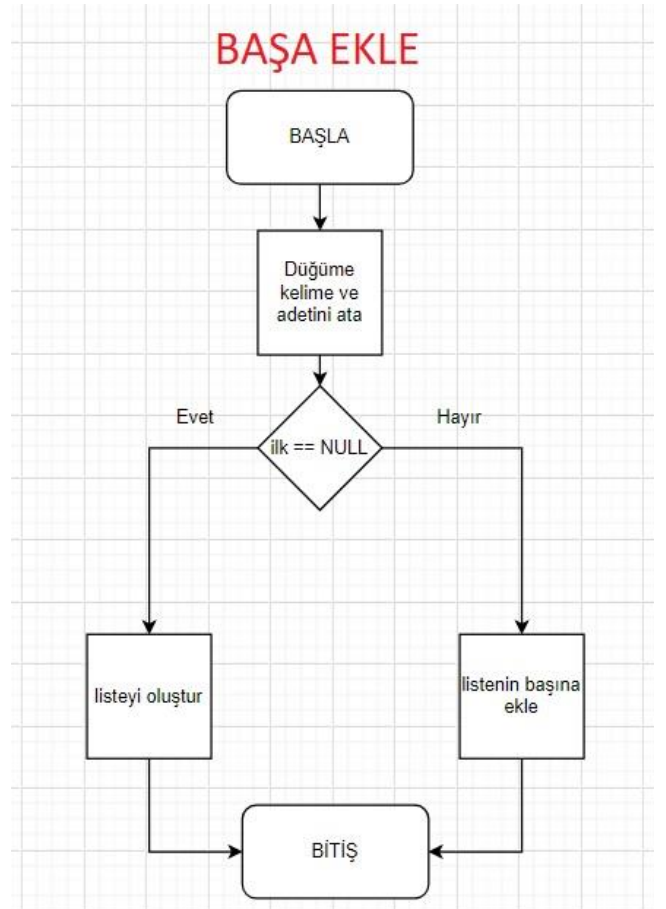 BAŞA EKLE
BAŞLA
Düğüme
kelime ve
adetini ata
Evet
Hayır
ilk == NULL
listeyi oluştur
listenin başına
ekle
BİTİŞ